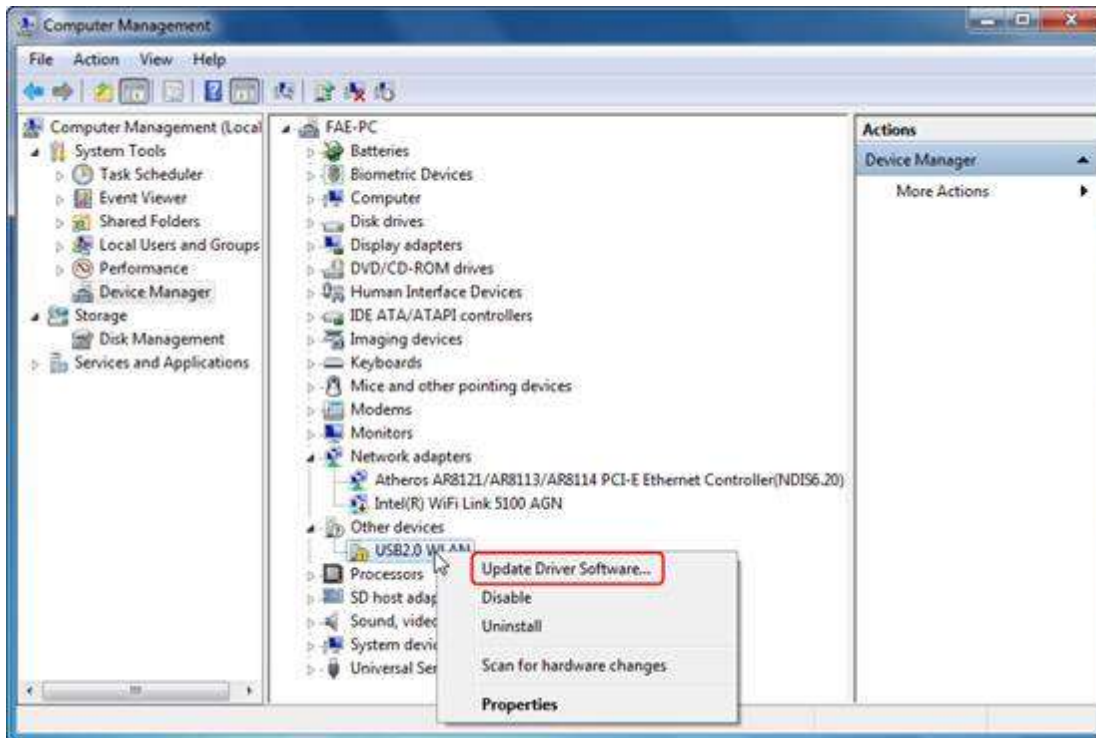 Computer Management
File Action View Help
Computer Management (Local
System Tools
Task Scheduler
Event Viewer
Shared Folders
Local Users and Groups
Performance
Device Manager
Storage
Disk Management
Services and Applications
FAE-PC
Batteries
Biometric Devices
Computer
Disk drives
Display adapters
DVD/CD-ROM drives
Human Interface Devices
IDE ATA/ATAPI controllers
Imaging devices
Keyboards
Mice and other pointing devices
Modems
Monitors
Network adapters
Atheros AR8121/AR8113/AR8114 PCI-E Ethernet Controller(NDIS6.20)
Intel(R) WiFi Link 5100 AGN
Other devices
USB2.0 WLAN
Processors
SD host adap
Sound, video
System devic
Universal Ser
Update Driver Software...
Disable
Uninstall
Scan for hardware changes
Properties
Actions
Device Manager
More Actions